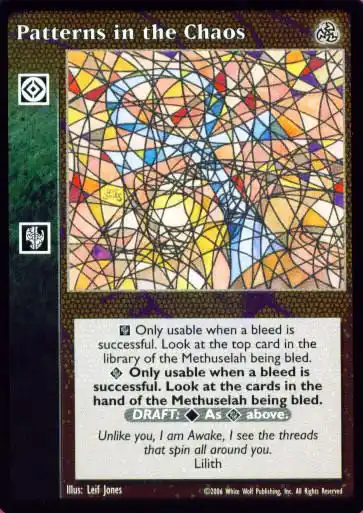 Patterns in the Chaos
Only usable when a bleed is
successful. Look at the top card in the
library of the Methuselah being bled.
Only usable when a bleed is
successful. Look at the cards in the
hand of the Methuselah being bled.
DRAFT: As above.
Unlike you, I am Awake, I see the threads
that spin all around you.
Lilith
Illus: Leif Jones
©2006 White Wolf Publishing, Inc. All Rights Reserved.